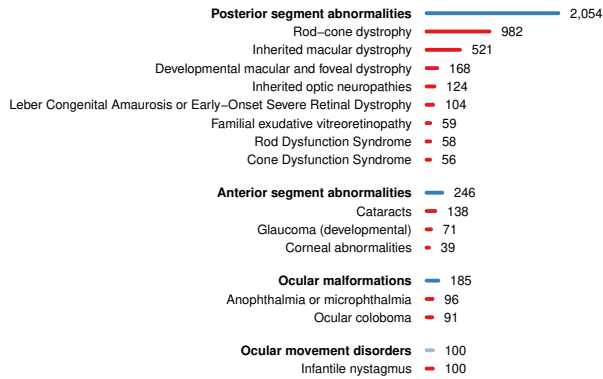 Posterior segment abnormalities 2,054
Rod−cone dystrophy 982
Inherited macular dystrophy 521
Developmental macular and foveal dystrophy 168
Inherited optic neuropathies 124
Leber Congenital Amaurosis or Early−Onset Severe Retinal Dystrophy 104
Familial exudative vitreoretinopathy 59
Rod Dysfunction Syndrome 58
Cone Dysfunction Syndrome 56
Anterior segment abnormalities 246
Cataracts 138
Glaucoma (developmental) 71
Corneal abnormalities 39
Ocular malformations 185
Anophthalmia or microphthalmia 96
Ocular coloboma 91
Ocular movement disorders 100
Infantile nystagmus 100